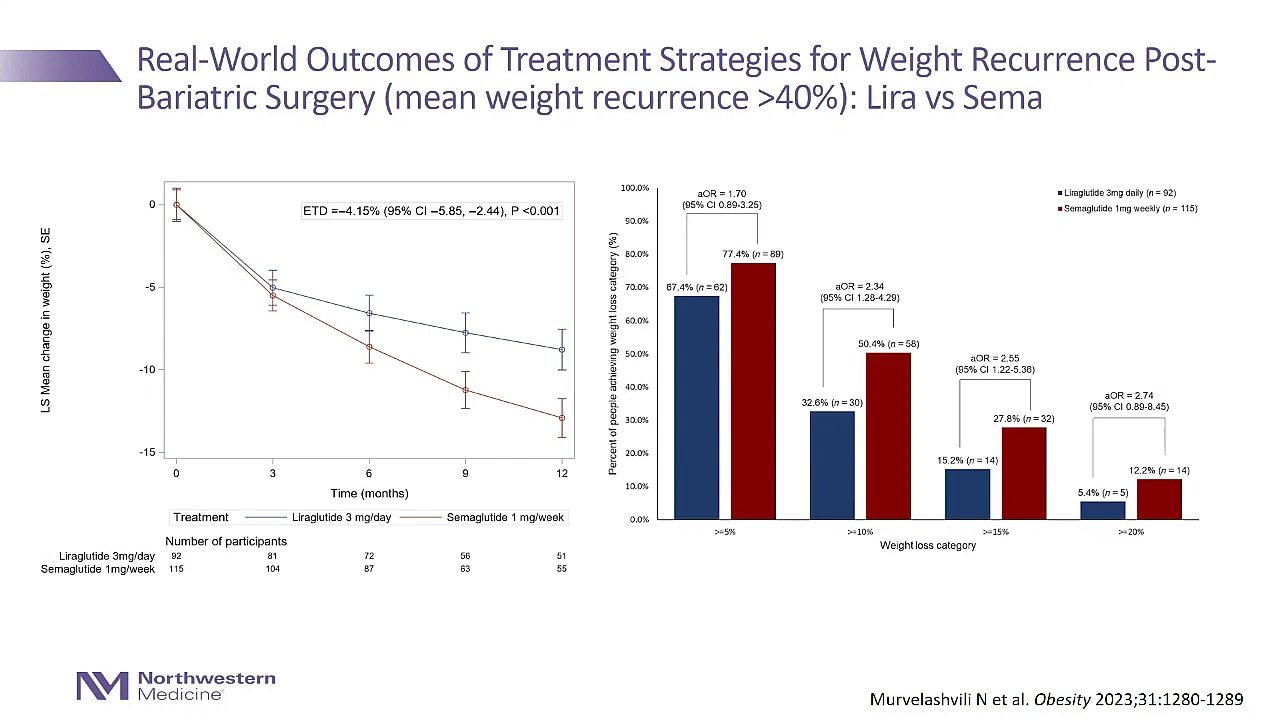 Real-World Outcomes of Treatment Strategies for Weight Recurrence Post-
Bariatric Surgery (mean weight recurrence >40%): Lira vs Sema
LS Mean change in weight (%), SE
0
-5
-10
-15
ETD =−4.15% (95% CI −5.85, −2.44), P <0.001
0 3 6 9 12
Time (months)
Treatment Liraglutide 3 mg/day Semaglutide 1 mg/week
Number of participants
Liraglutide 3mg/day 92 81 72 56 51
Semaglutide 1mg/week 115 104 87 63 55
Percent of people achieving weight loss category (%)
100.0%
90.0%
80.0%
70.0%
60.0%
50.0%
40.0%
30.0%
20.0%
10.0%
0.0%
Liraglutide 3mg daily (n = 92)
Semaglutide 1mg weekly (n = 115)
aOR = 1.70
(95% CI 0.89-3.25)
67.4% (n = 62)
77.4% (n = 89)
aOR = 2.34
(95% CI 1.28-4.29)
32.6% (n = 30)
50.4% (n = 58)
aOR = 2.55
(95% CI 1.22-5.36)
15.2% (n = 14)
27.8% (n = 32)
aOR = 2.74
(95% CI 0.89-8.45)
5.4% (n = 5)
12.2% (n = 14)
>=5% >=10% >=15% >=20%
Weight loss category
Northwestern
Medicine®
Murvelashvili N et al. Obesity 2023;31:1280-1289